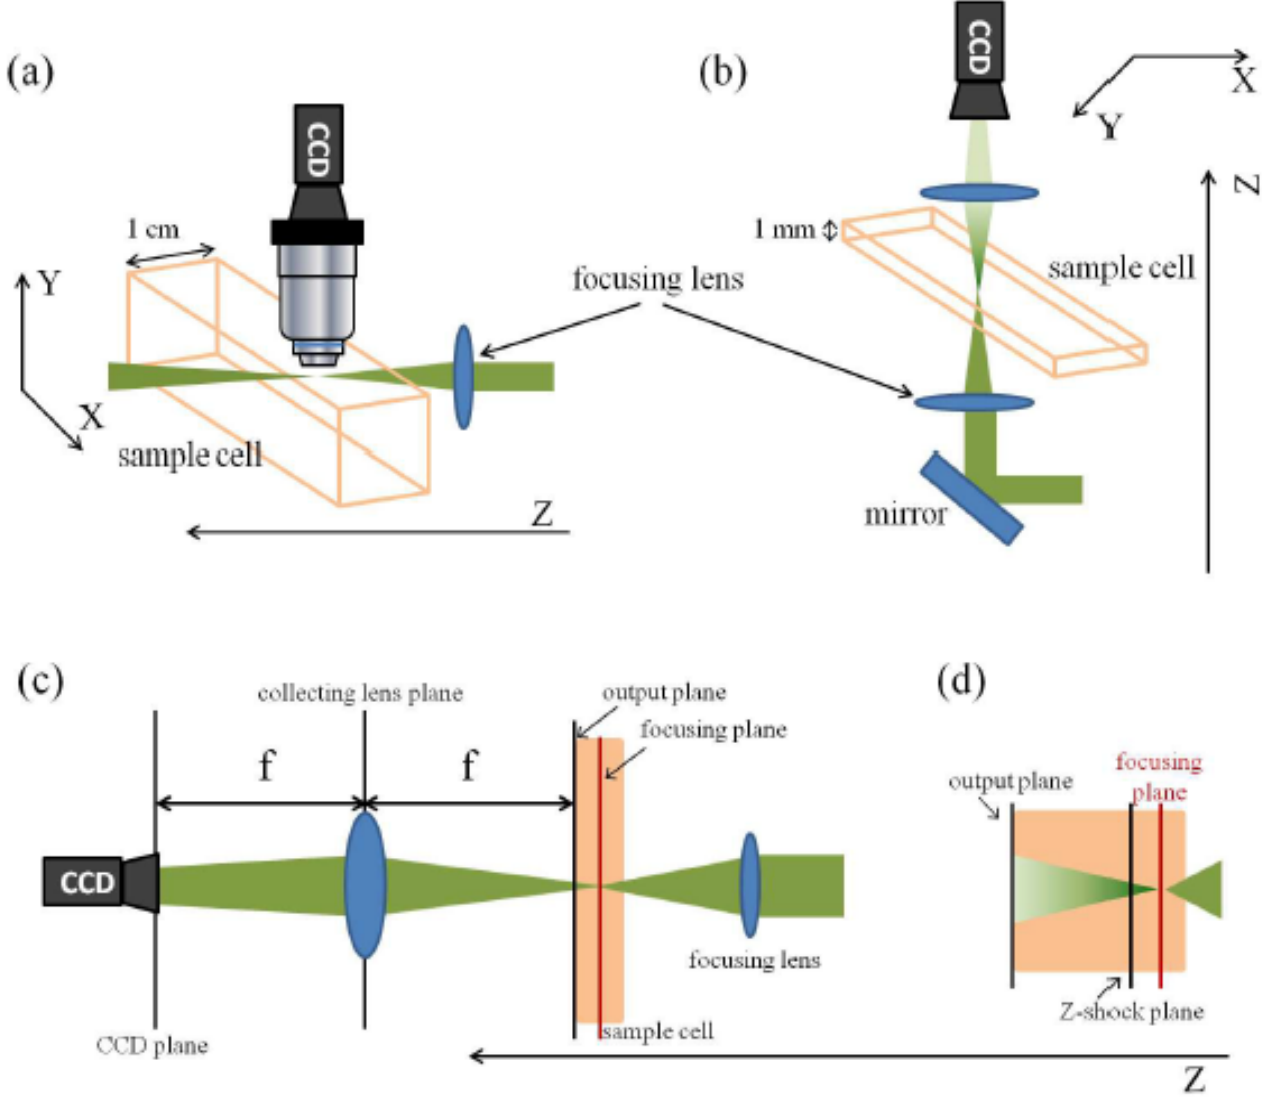 (a)
CCD
1 cm
Y
X
sample cell
Z
focusing lens
(b)
CCD
X
Y
Z
1 mm
sample cell
mirror
(c)
collecting lens plane
output plane
focusing plane
f
f
CCD
focusing lens
sample cell
CCD plane
Z
(d)
focusing
plane
output plane
Z-shock plane